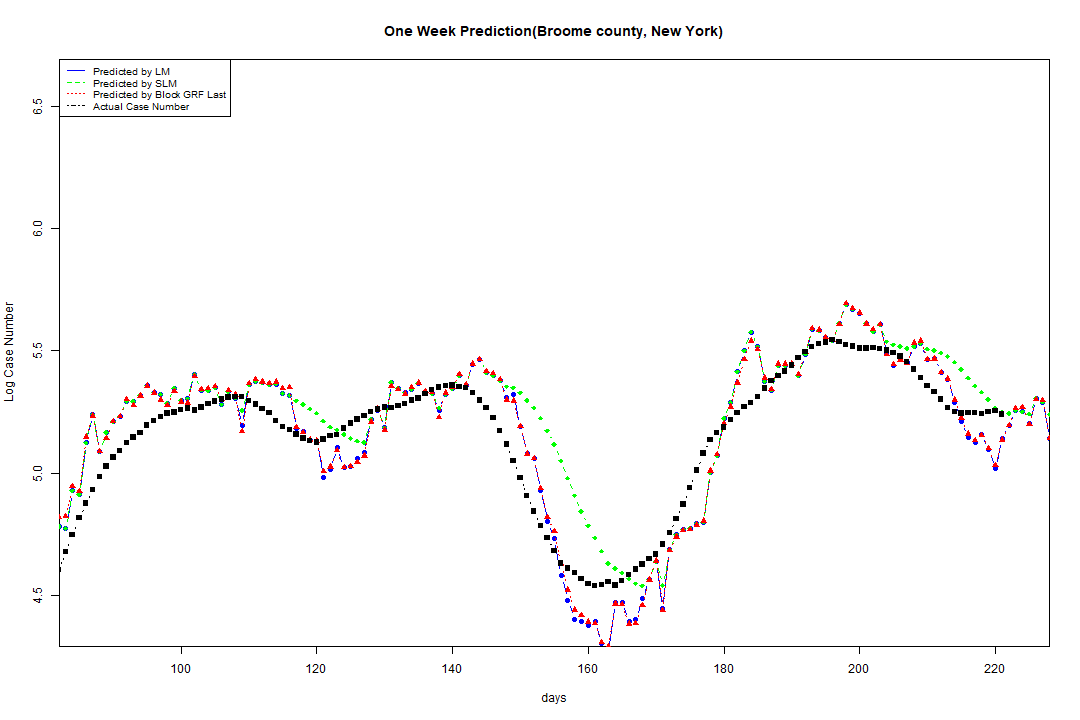 One Week Prediction(Broome county, New York)
Predicted by LM
Predicted by SLM
Predicted by Block GRF Last
Actual Case Number
6.5
6.0
5.5
5.0
4.5
Log Case Number
100 120 140 160 180 200 220
days